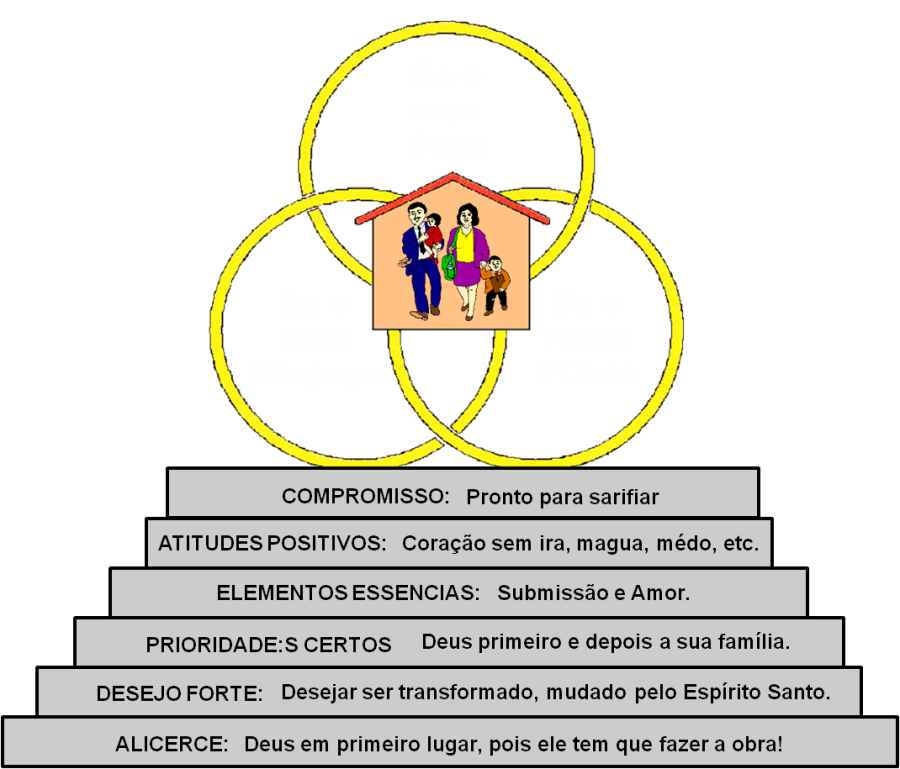 COMPROMISSO: Pronto para sarifiar
ATITUDES POSITIVOS: Coração sem ira, magua, médo, etc.
ELEMENTOS ESSENCIAS: Submissão e Amor.
PRIORIDADE:S CERTOS Deus primeiro e depois a sua família.
DESEJO FORTE: Desejar ser transformado, mudado pelo Espírito Santo.
ALICERCE: Deus em primeiro lugar, pois ele tem que fazer a obra!